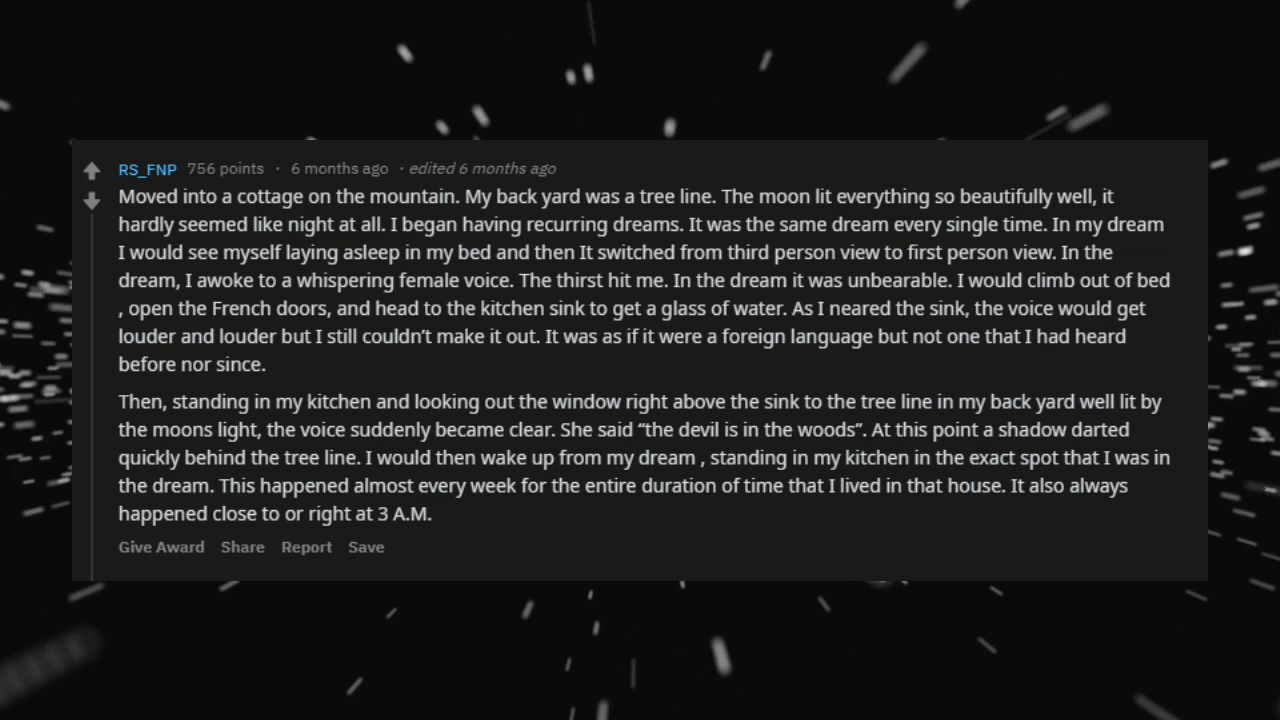 RS_FNP 756 points · 6 months ago · edited 6 months ago
Moved into a cottage on the mountain. My back yard was a tree line. The moon lit everything so beautifully well, it
hardly seemed like night at all. I began having recurring dreams. It was the same dream every single time. In my dream
I would see myself laying asleep in my bed and then It switched from third person view to first person view. In the
dream, I awoke to a whispering female voice. The thirst hit me. In the dream it was unbearable. I would climb out of bed
, open the French doors, and head to the kitchen sink to get a glass of water. As I neared the sink, the voice would get
louder and louder but I still couldn’t make it out. It was as if it were a foreign language but not one that I had heard
before nor since.
Then, standing in my kitchen and looking out the window right above the sink to the tree line in my back yard well lit by
the moons light, the voice suddenly became clear. She said “the devil is in the woods”. At this point a shadow darted
quickly behind the tree line. I would then wake up from my dream , standing in my kitchen in the exact spot that I was in
the dream. This happened almost every week for the entire duration of time that I lived in that house. It also always
happened close to or right at 3 A.M.
Give Award Share Report Save